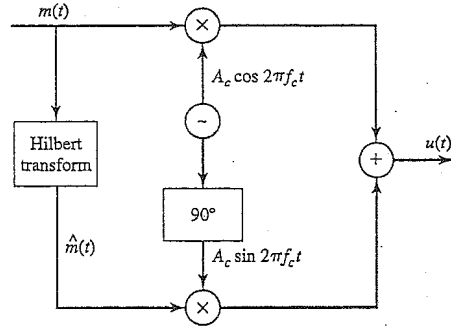 m(t)
×
A_c cos 2πf_c t
Hilbert
transform
~
+
u(t)
90°
m̂(t)
A_c sin 2πf_c t
×